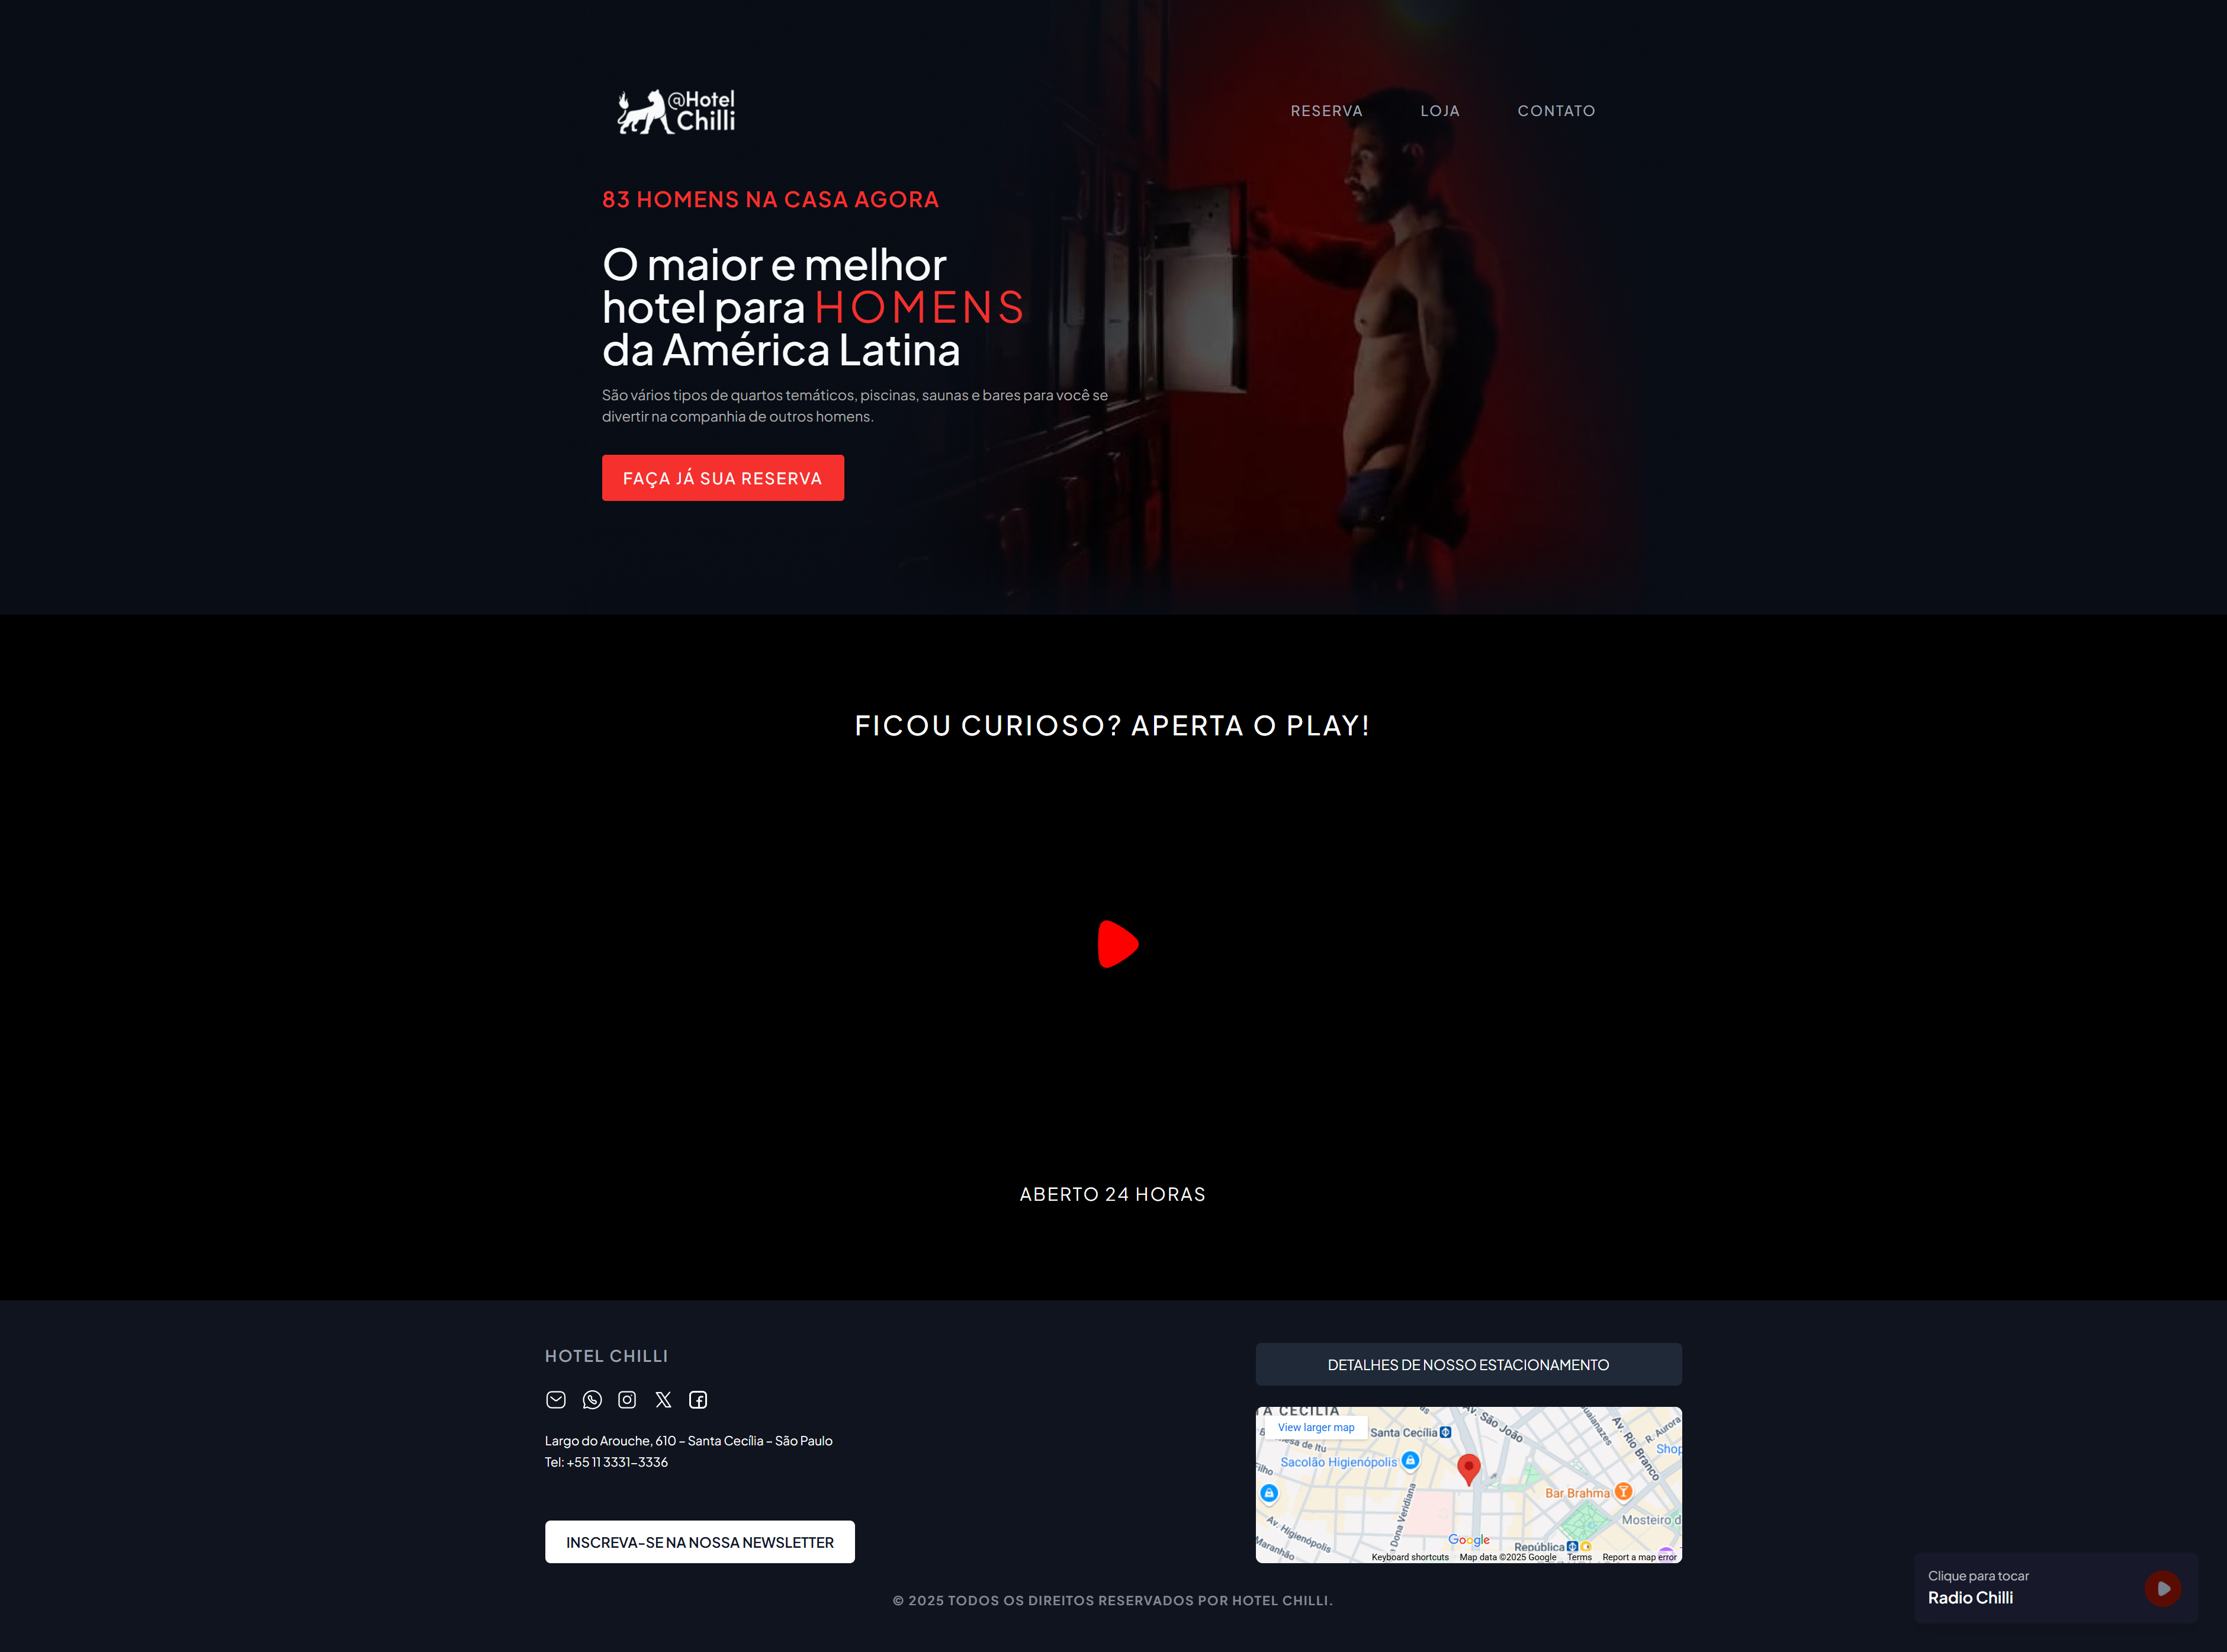 @Hotel
Chilli
RESERVA
LOJA
CONTATO
83 HOMENS NA CASA AGORA
O maior e melhor
hotel para HOMENS
da América Latina
São vários tipos de quartos temáticos, piscinas, saunas e bares para você se
divertir na companhia de outros homens.
FAÇA JÁ SUA RESERVA
FICOU CURIOSO? APERTA O PLAY!
ABERTO 24 HORAS
HOTEL CHILLI
Largo do Arouche, 610 – Santa Cecília – São Paulo
Tel: +55 11 3331-3336
INSCREVA-SE NA NOSSA NEWSLETTER
DETALHES DE NOSSO ESTACIONAMENTO
View larger map
Santa Cecília
Av. São João
Av. Rio Branco
R. Aurora
Shop
Sacolão Higienópolis
Dona Veridiana
Bar Brahma
Mosteiro d
Av. Higienópolis
Maranhão
Google
República
Keyboard shortcuts
Map data ©2025 Google
Terms
Report a map error
© 2025 TODOS OS DIREITOS RESERVADOS POR HOTEL CHILLI.
Clique para tocar
Radio Chilli